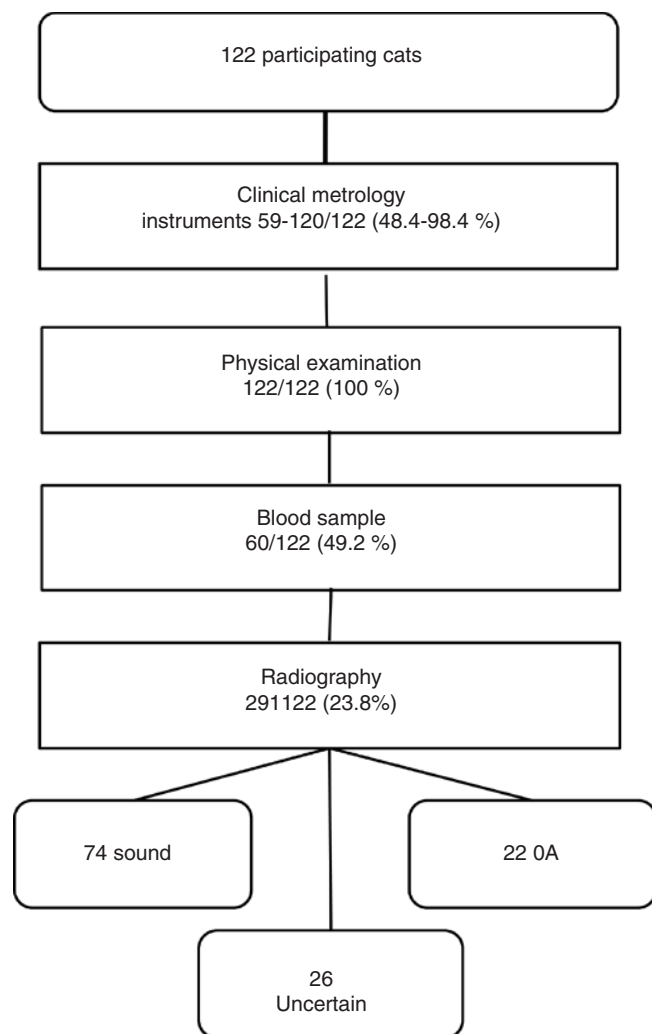 122 participating cats
Clinical metrology
instruments 59-120/122 (48.4-98.4 %)
Physical examination
122/122 (100 %)
Blood sample
60/122 (49.2 %)
Radiography
291122 (23.8%)
74 sound
22 0A
26
Uncertain